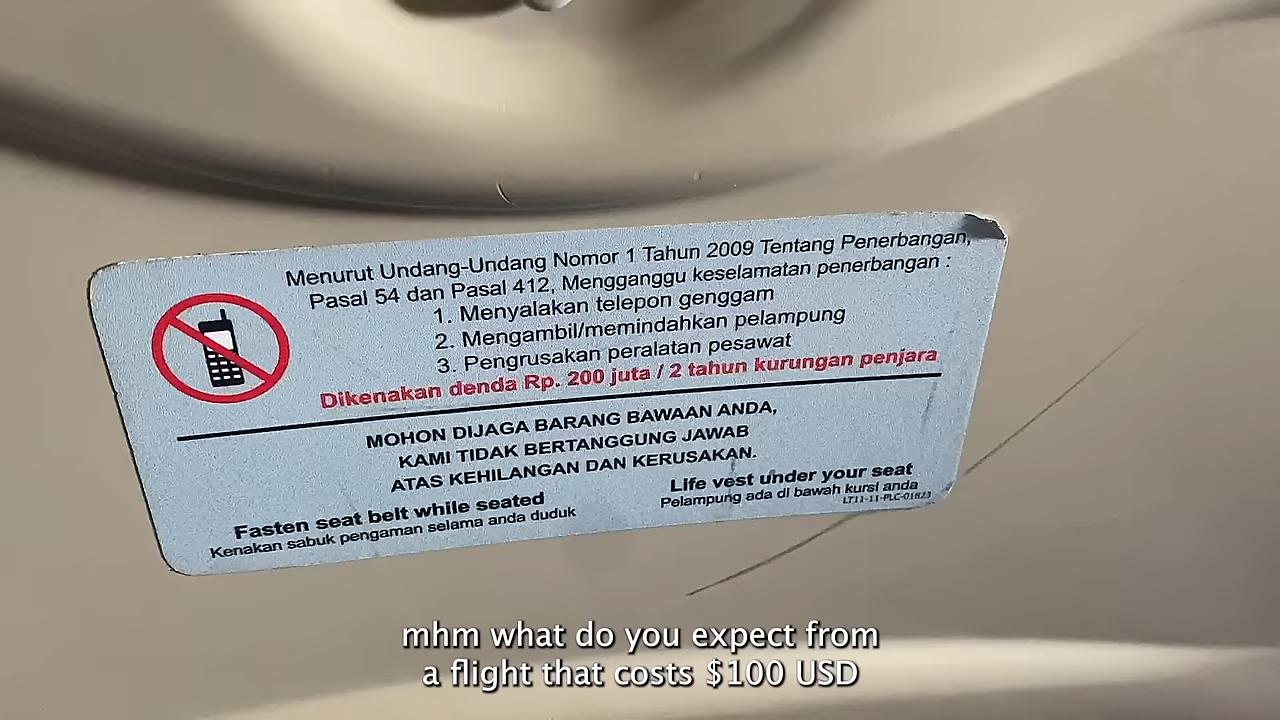 Menurut Undang-Undang Nomor 1 Tahun 2009 Tentang Penerbangan,
Pasal 54 dan Pasal 412, Mengganggu keselamatan penerbangan :
1. Menyalakan telepon genggam
2. Mengambil/memindahkan pelampung
3. Pengrusakan peralatan pesawat
Dikenakan denda Rp. 200 juta / 2 tahun kurungan penjara
MOHON DIJAGA BARANG BAWAAN ANDA,
KAMI TIDAK BERTANGGUNG JAWAB
ATAS KEHILANGAN DAN KERUSAKAN.
Fasten seat belt while seated
Kenakan sabuk pengaman selama anda duduk
Life vest under your seat
Pelampung ada di bawah kursi anda
LT11-11-PLC-01823
mhm what do you expect from
a flight that costs $100 USD